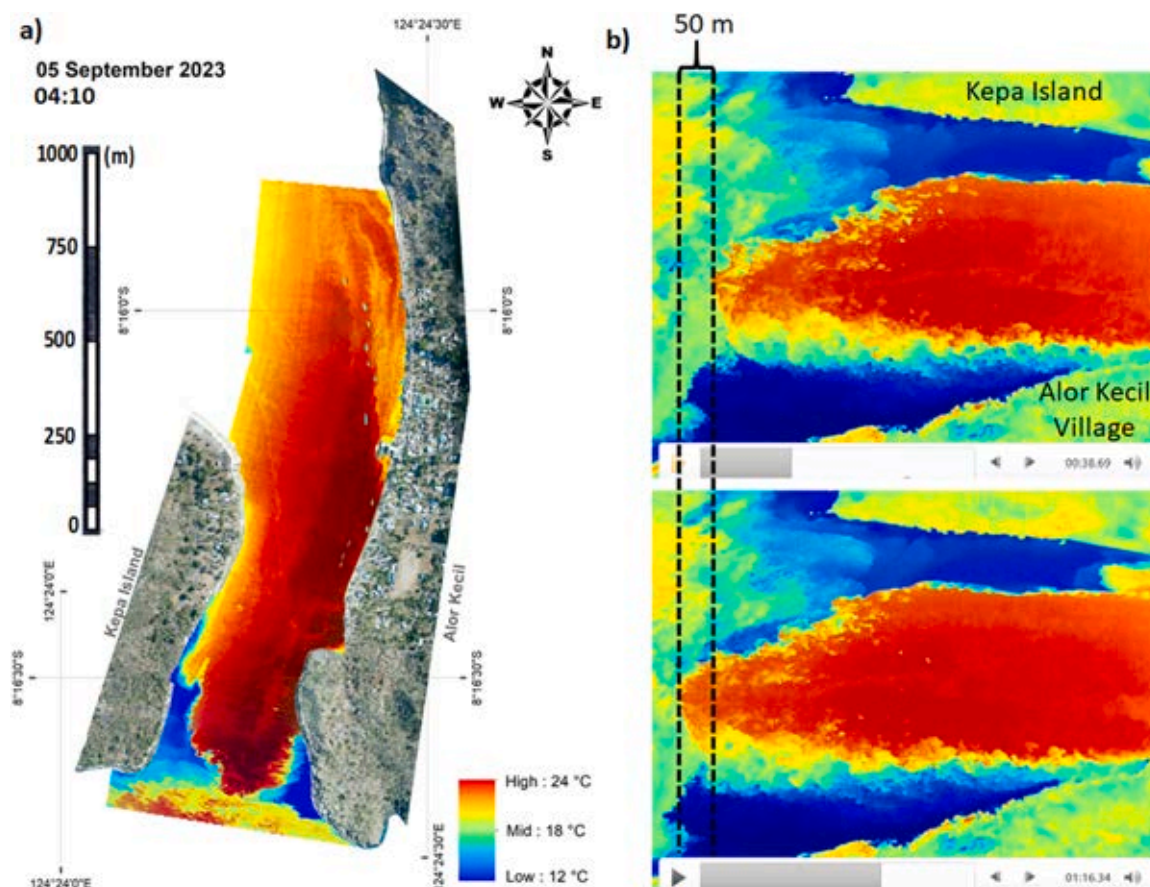 a)
05 September 2023
04:10
124°24'30"E
N
W E
S
1000 (m)
750
500
250
0
8°16'0"S
8°16'0"S
Kepa Island
Alor Kecil
124°24'0"E
8°16'30"S
8°16'30"S
High : 24 °C
Mid : 18 °C
Low : 12 °C
124°24'0"E
124°24'30"E
b)
50 m
Kepa Island
Alor Kecil
Village
00:38.69
01:16.34